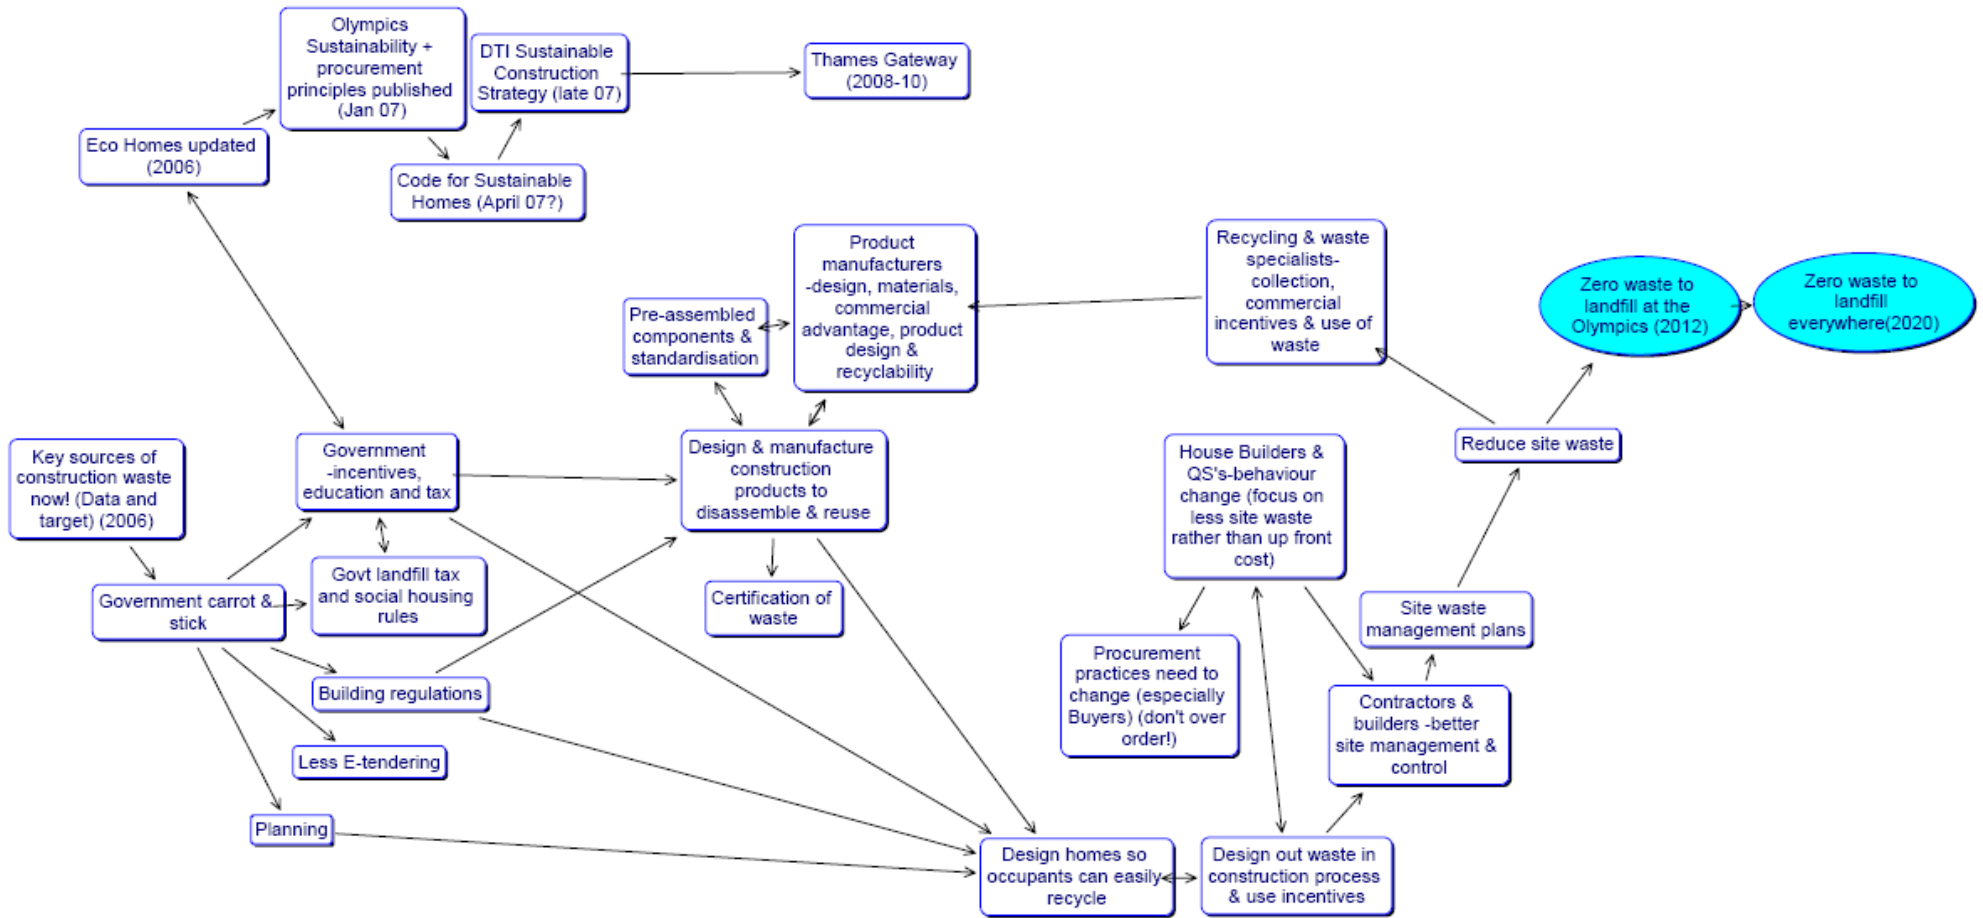 Olympics
Sustainability +
procurement
principles published
(Jan 07)
DTI Sustainable
Construction
Strategy (late 07)
Thames Gateway
(2008-10)
Eco Homes updated
(2006)
Code for Sustainable
Homes (April 07?)
Product
manufacturers
-design, materials,
commercial
advantage, product
design &
recyclability
Recycling & waste
specialists-
collection,
commercial
incentives & use of
waste
Zero waste to
landfill at the
Olympics (2012)
Zero waste to
landfill
everywhere(2020)
Pre-assembled
components &
standardisation
Key sources of
construction waste
now! (Data and
target) (2006)
Government
-incentives,
education and tax
Design & manufacture
construction
products to
disassemble & reuse
House Builders &
QS's-behaviour
change (focus on
less site waste
rather than up front
cost)
Reduce site waste
Government carrot &
stick
Govt landfill tax
and social housing
rules
Certification of
waste
Site waste
management plans
Building regulations
Procurement
practices need to
change (especially
Buyers) (don't over
order!)
Contractors &
builders -better
site management &
control
Less E-tendering
Planning
Design homes so
occupants can easily
recycle
Design out waste in
construction process
& use incentives